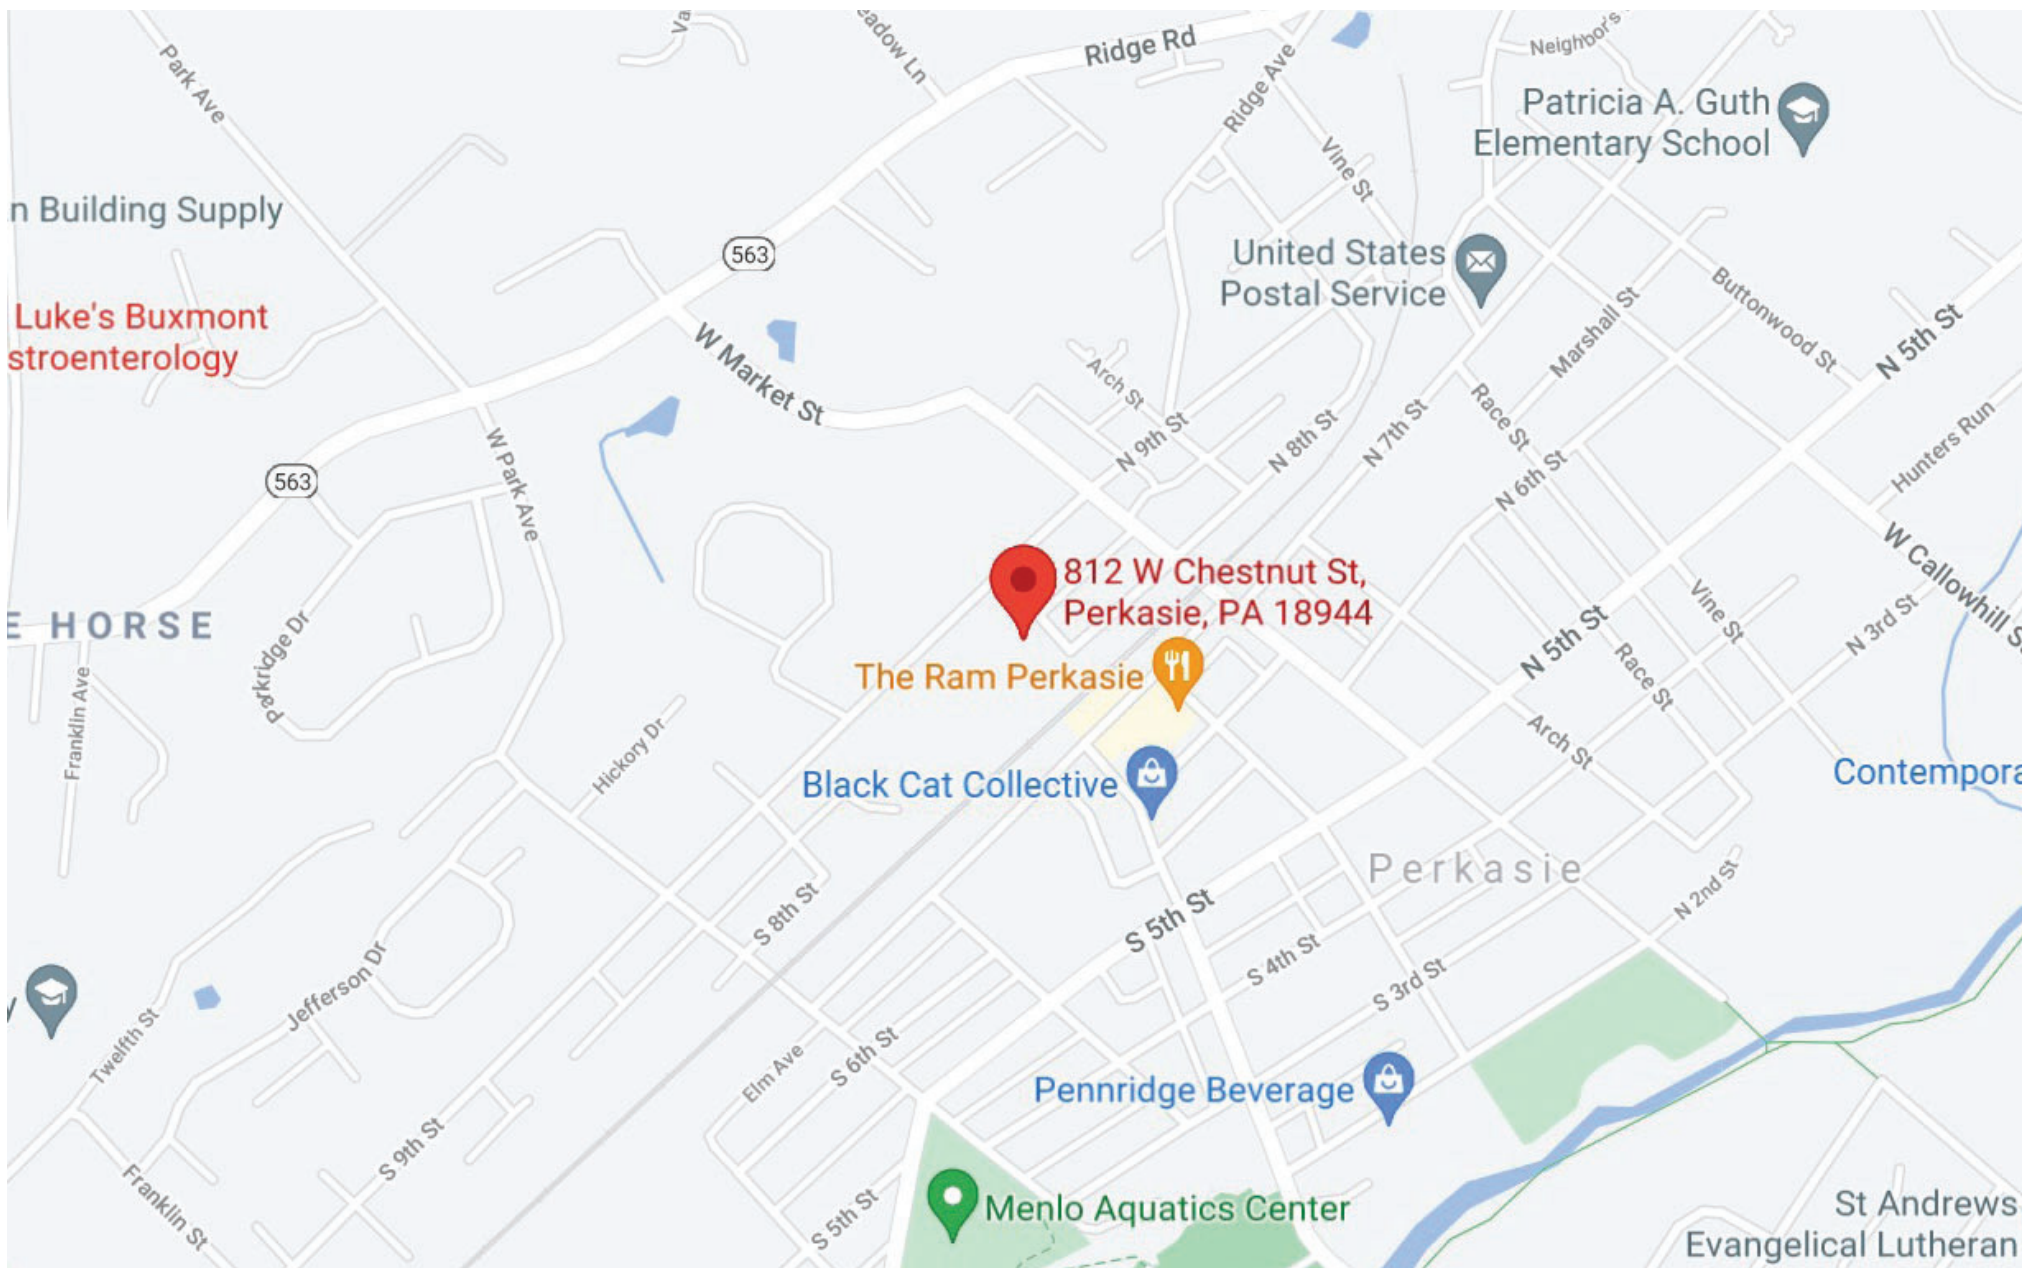 Park Ave
Va
eadow Ln
Ridge Rd
Ridge Ave
Neighbor's
Patricia A. Guth
Elementary School
Vine St
n Building Supply
563
United States
Postal Service
Luke's Buxmont
stroenterology
W Market St
Arch St
Marshall St
Buttonwood St
N 5th St
N 9th St
N 8th St
N 7th St
Race St
N 6th St
Hunters Run
W Park Ave
563
W Callowhill S
812 W Chestnut St,
Perkasie, PA 18944
E HORSE
Parkridge Dr
Franklin Ave
The Ram Perkasie
N 5th St
Vine St
N 3rd St
Race St
Hickory Dr
Arch St
Black Cat Collective
Contempora
Perkasie
S 8th St
S 5th St
N 2nd St
S 4th St
S 3rd St
Jefferson Dr
y
Twelfth St
Elm Ave
S 6th St
Pennridge Beverage
S 9th St
Franklin St
S 5th St
Menlo Aquatics Center
St Andrews
Evangelical Lutheran